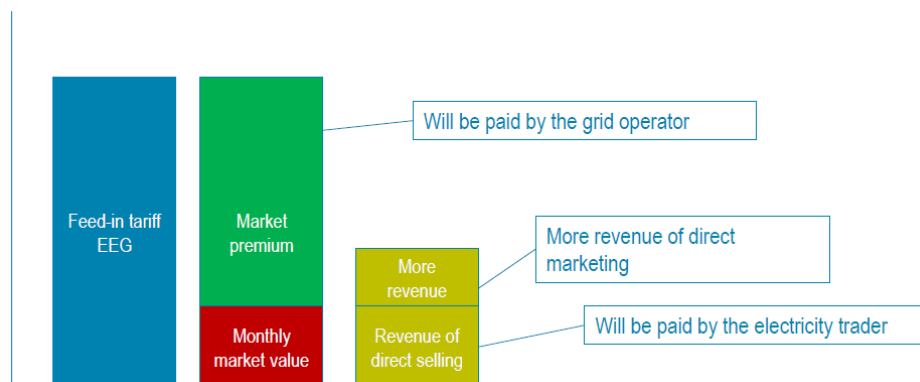 Feed-in tariff
EEG
Market
premium
Monthly
market value
More
revenue
Revenue of
direct selling
Will be paid by the grid operator
More revenue of direct
marketing
Will be paid by the electricity trader